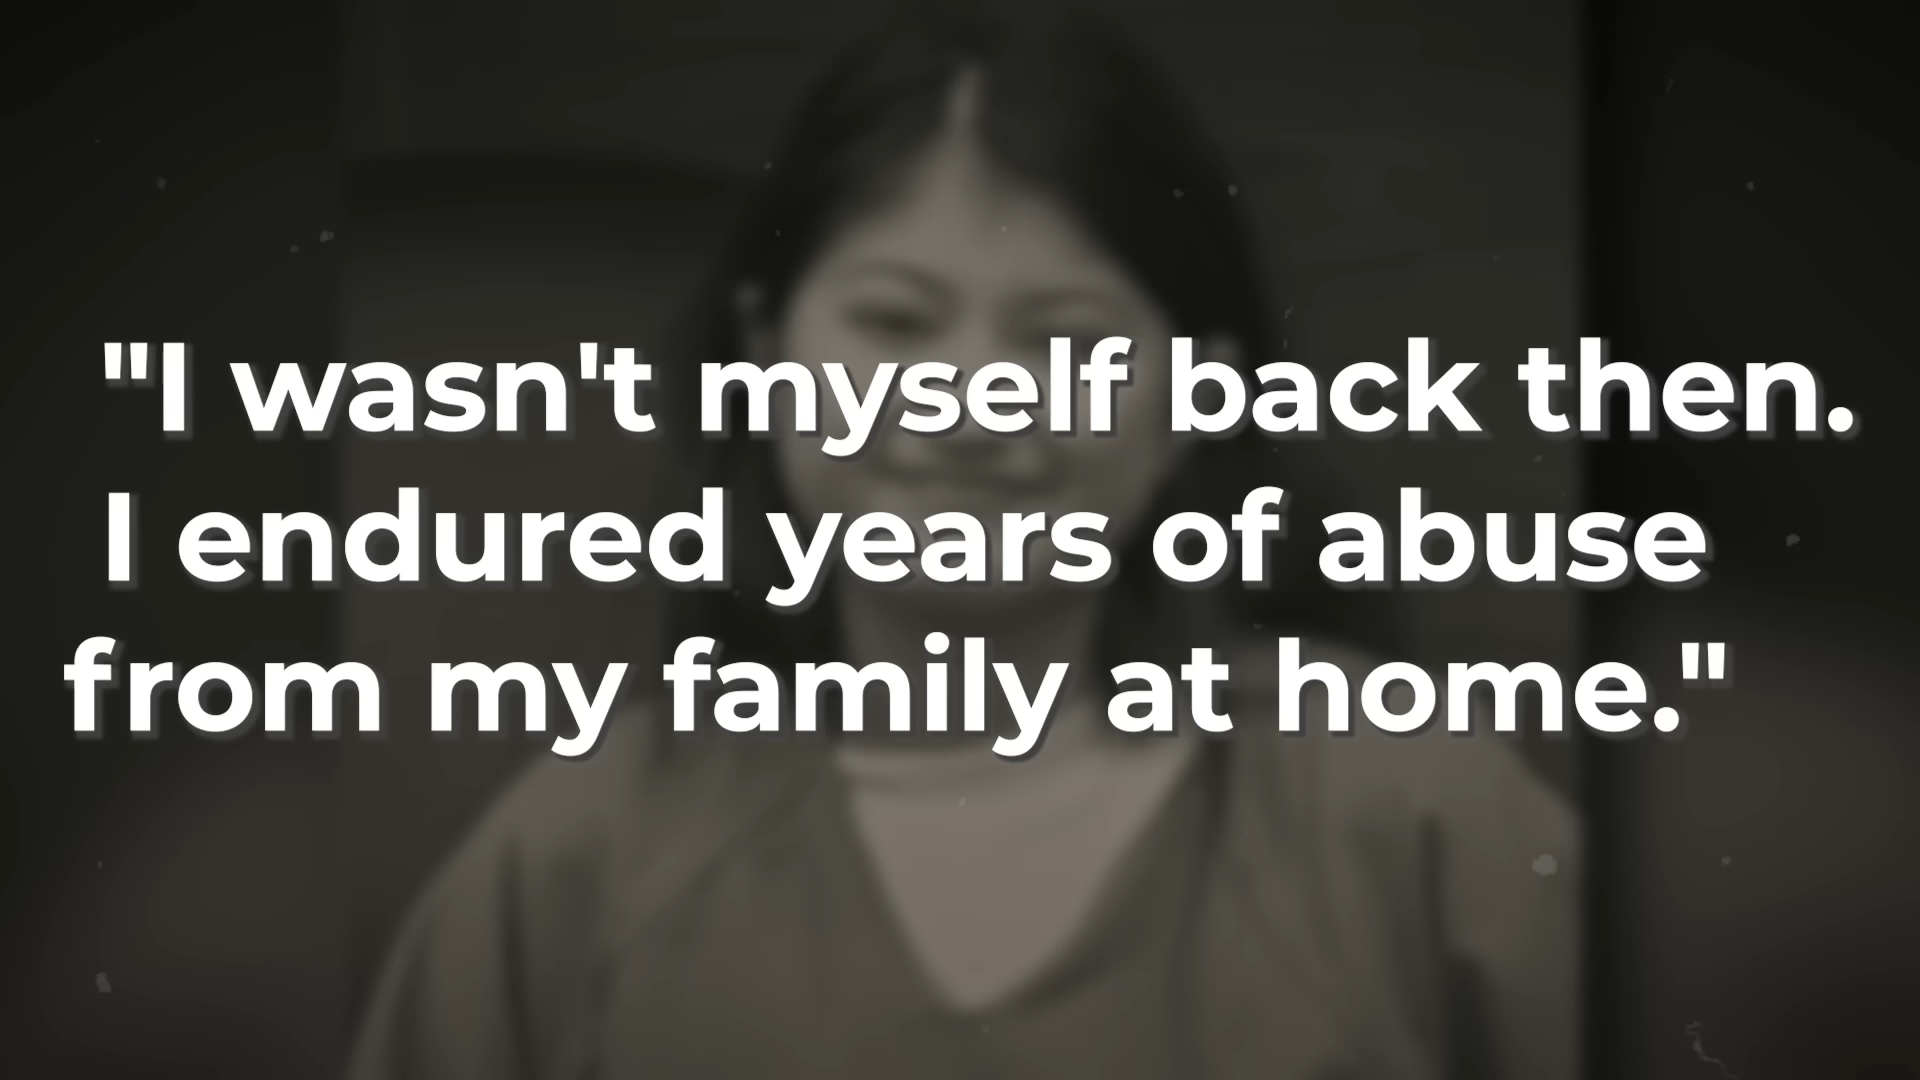 "I wasn't myself back then.
I endured years of abuse
from my family at home."